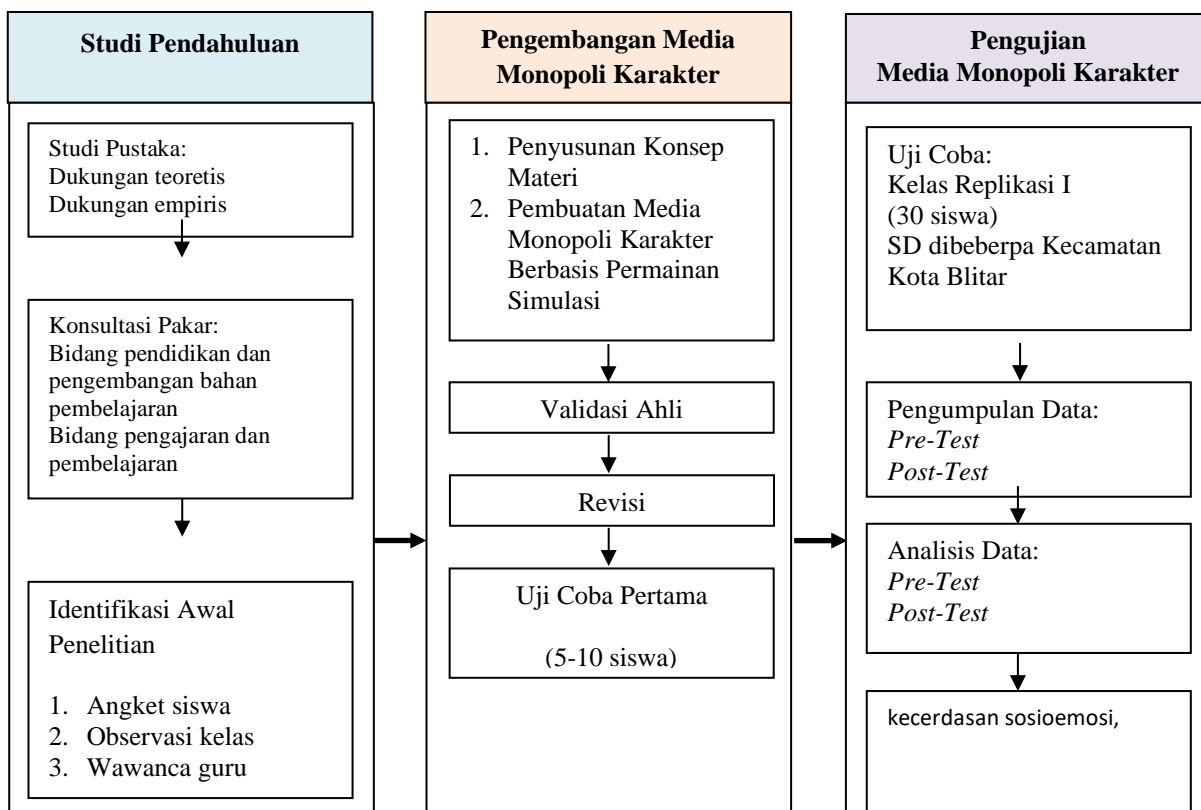 Studi Pendahuluan
Studi Pustaka:
Dukungan teoretis
Dukungan empiris
Konsultasi Pakar:
Bidang pendidikan dan
pengembangan bahan
pembelajaran
Bidang pengajaran dan
pembelajaran
Identifikasi Awal
Penelitian
1. Angket siswa
2. Observasi kelas
3. Wawanca guru
Pengembangan Media
Monopoli Karakter
1. Penyusunan Konsep
Materi
2. Pembuatan Media
Monopoli Karakter
Berbasis Permainan
Simulasi
Validasi Ahli
Revisi
Uji Coba Pertama
(5-10 siswa)
Pengujian
Media Monopoli Karakter
Uji Coba:
Kelas Replikasi I
(30 siswa)
SD dibeberpa Kecamatan
Kota Blitar
Pengumpulan Data:
Pre-Test
Post-Test
Analisis Data:
Pre-Test
Post-Test
kecerdasan sosioemosi,